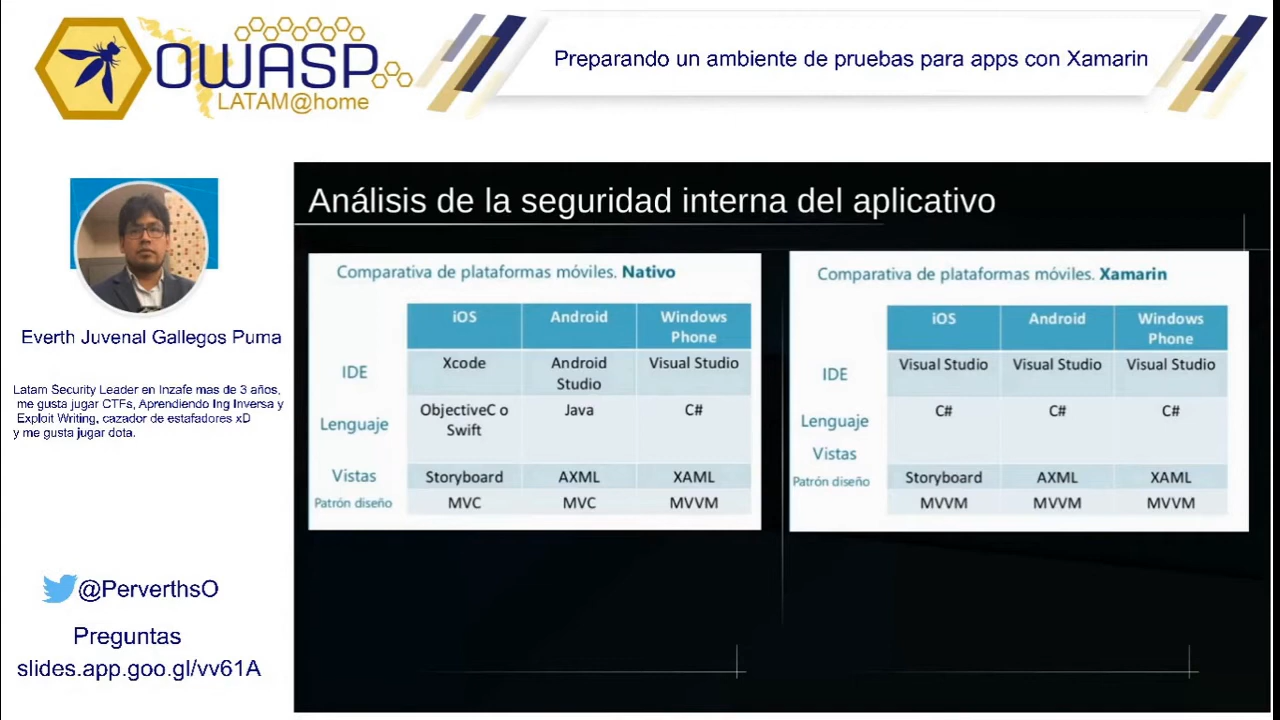 OWASP
LATAM@home
Preparando un ambiente de pruebas para apps con Xamarin
Everth Juvenal Gallegos Puma
Latam Security Leader en Inzafe mas de 3 años,
me gusta jugar CTFs, Aprendiendo Ing Inversa y
Exploit Writing, cazador de estafadores xD
y me gusta jugar dota.
@PerverthsO
Preguntas
slides.app.goo.gl/vv61A
Análisis de la seguridad interna del aplicativo
Comparativa de plataformas móviles. Nativo
iOS Android Windows
Phone
IDE Xcode Android Visual Studio
Studio
Lenguaje ObjectiveC o Java C#
Swift
Vistas Storyboard AXML XAML
Patrón diseño MVC MVC MVVM
Comparativa de plataformas móviles. Xamarin
iOS Android Windows
Phone
IDE Visual Studio Visual Studio Visual Studio
Lenguaje C# C# C#
Vistas
Patrón diseño Storyboard AXML XAML
MVVM MVVM MVVM